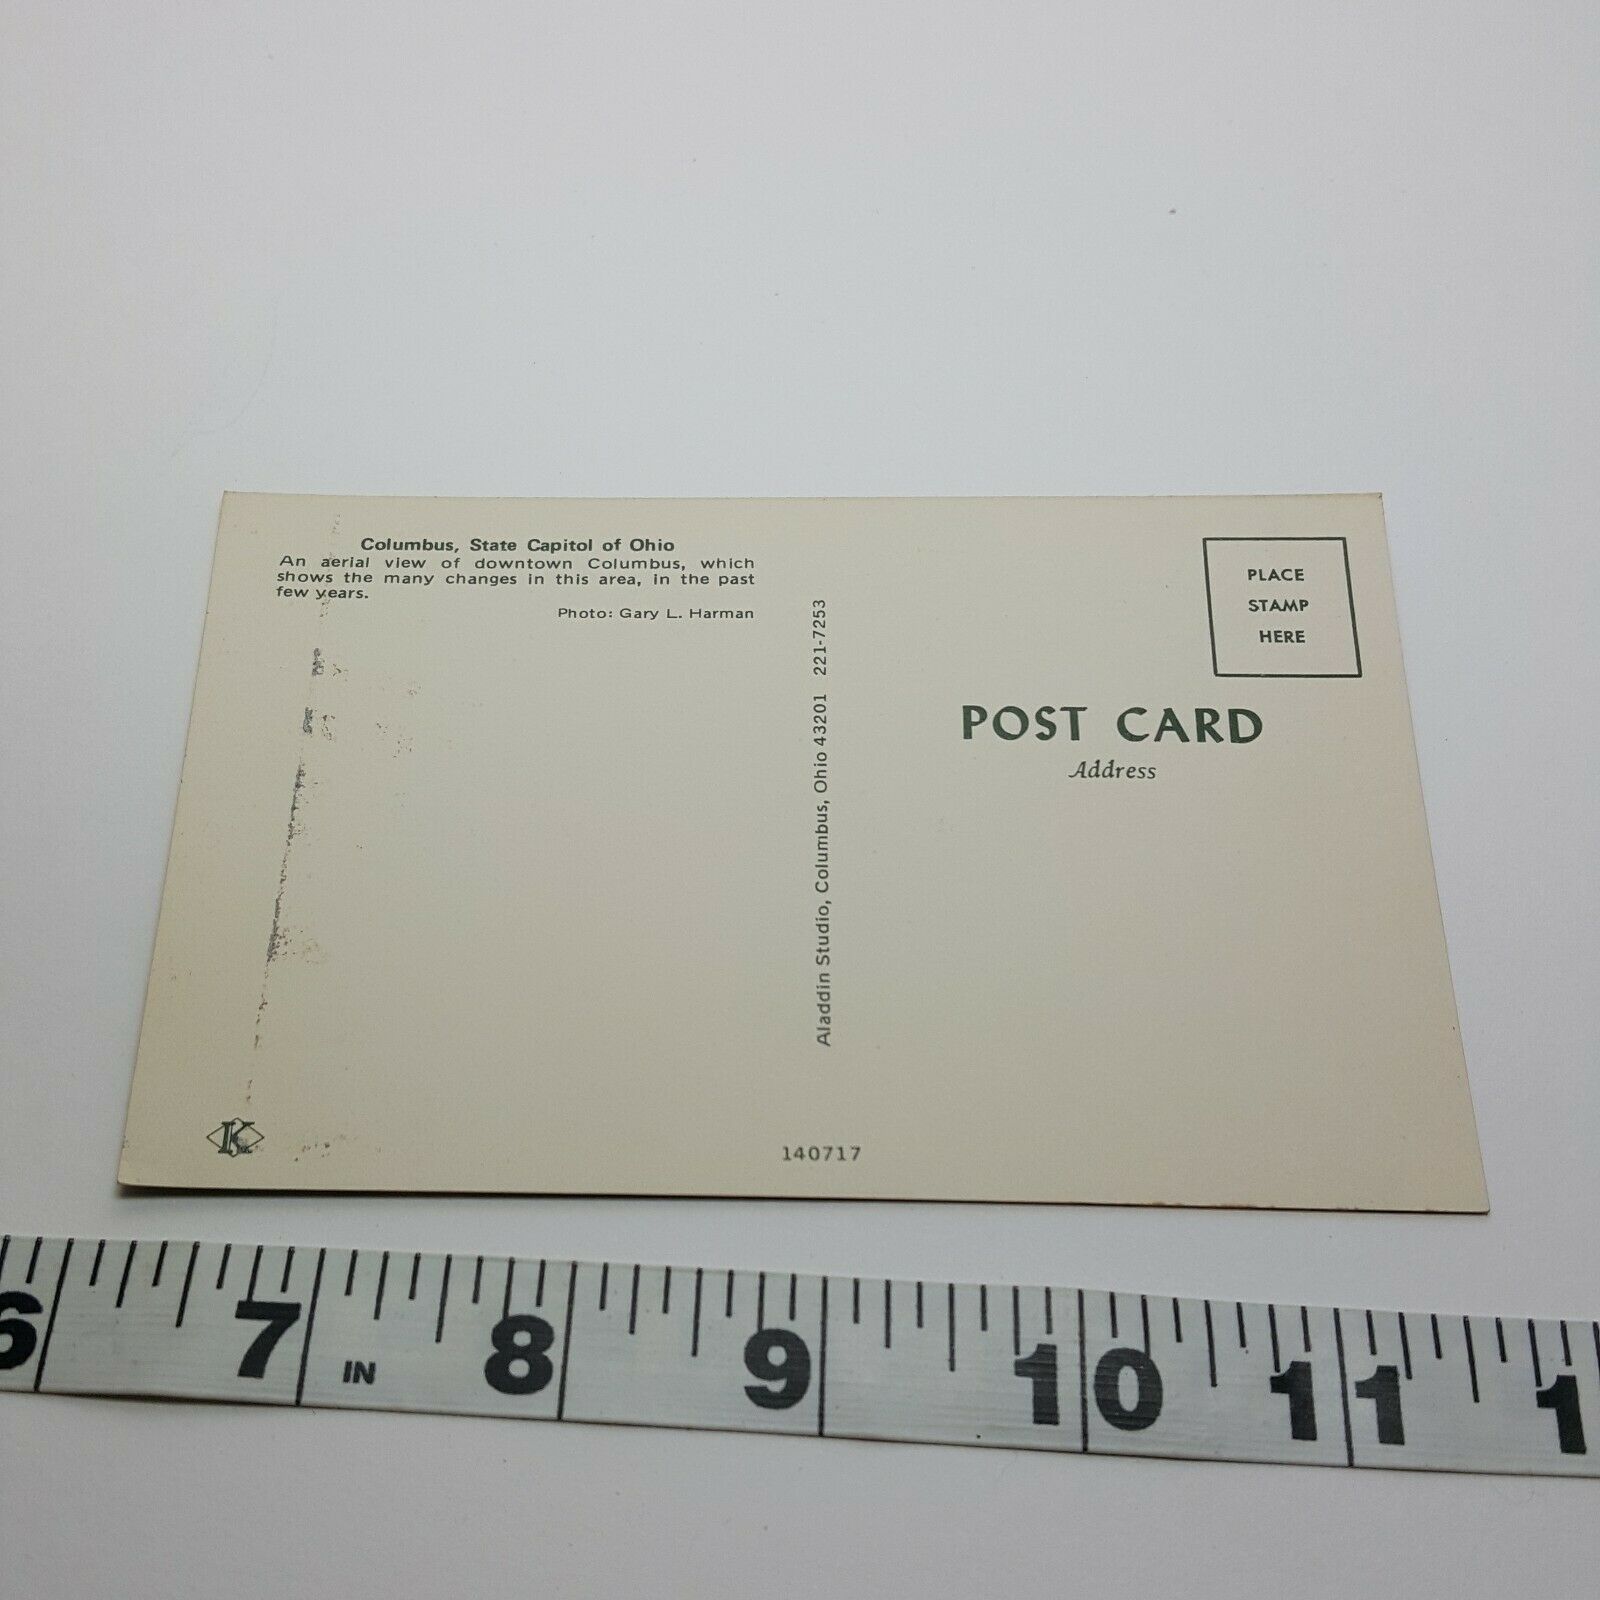 Columbus, State Capitol of Ohio
An aerial view of downtown Columbus, which
shows the many changes in this area, in the past
few years.
Photo: Gary L. Harman
Aladdin Studio, Columbus, Ohio 43201 221-7253
PLACE
STAMP
HERE
POST CARD
Address
K
140717
6 7 8 9 10 11 1
IN